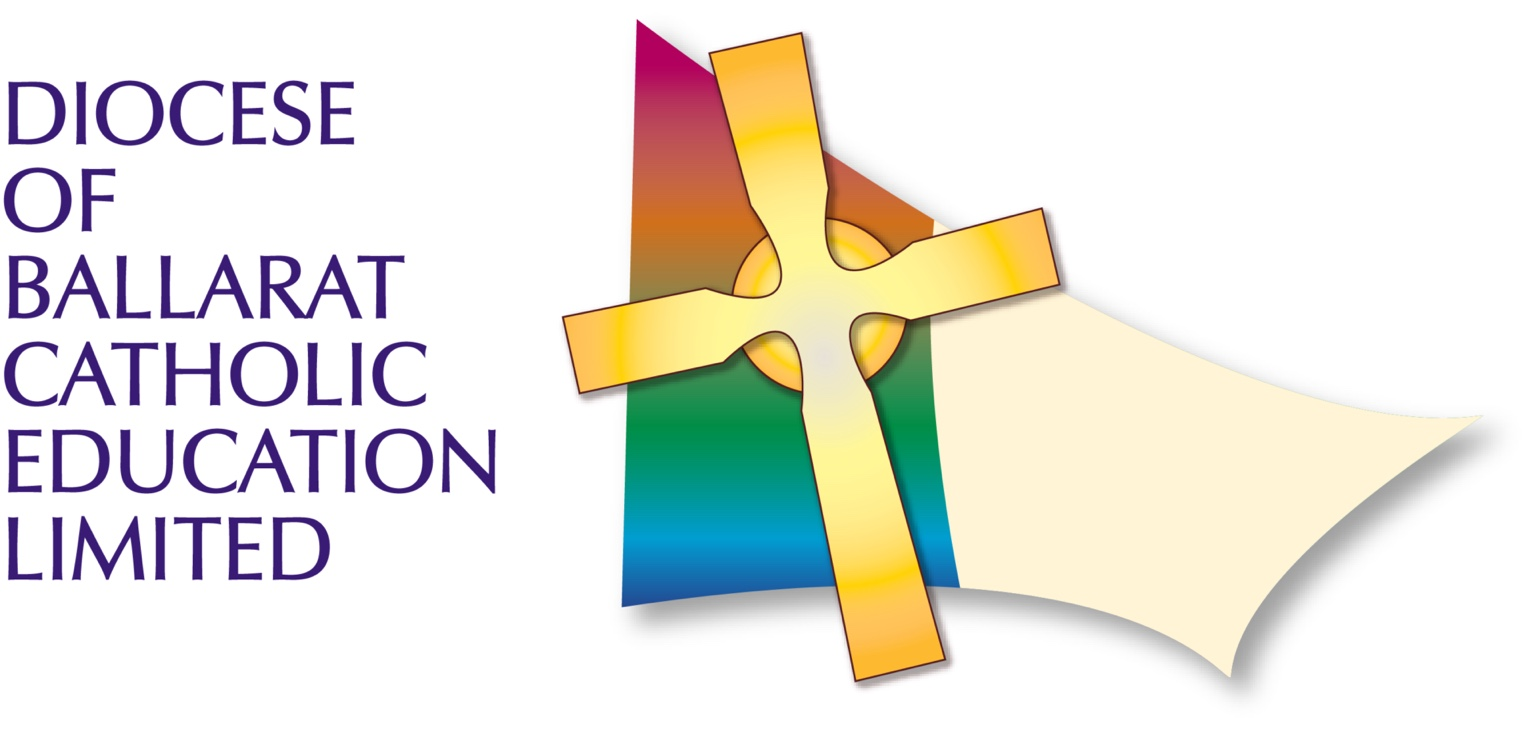 DIOCESE
OF
BALLARAT
CATHOLIC
EDUCATION
LIMITED